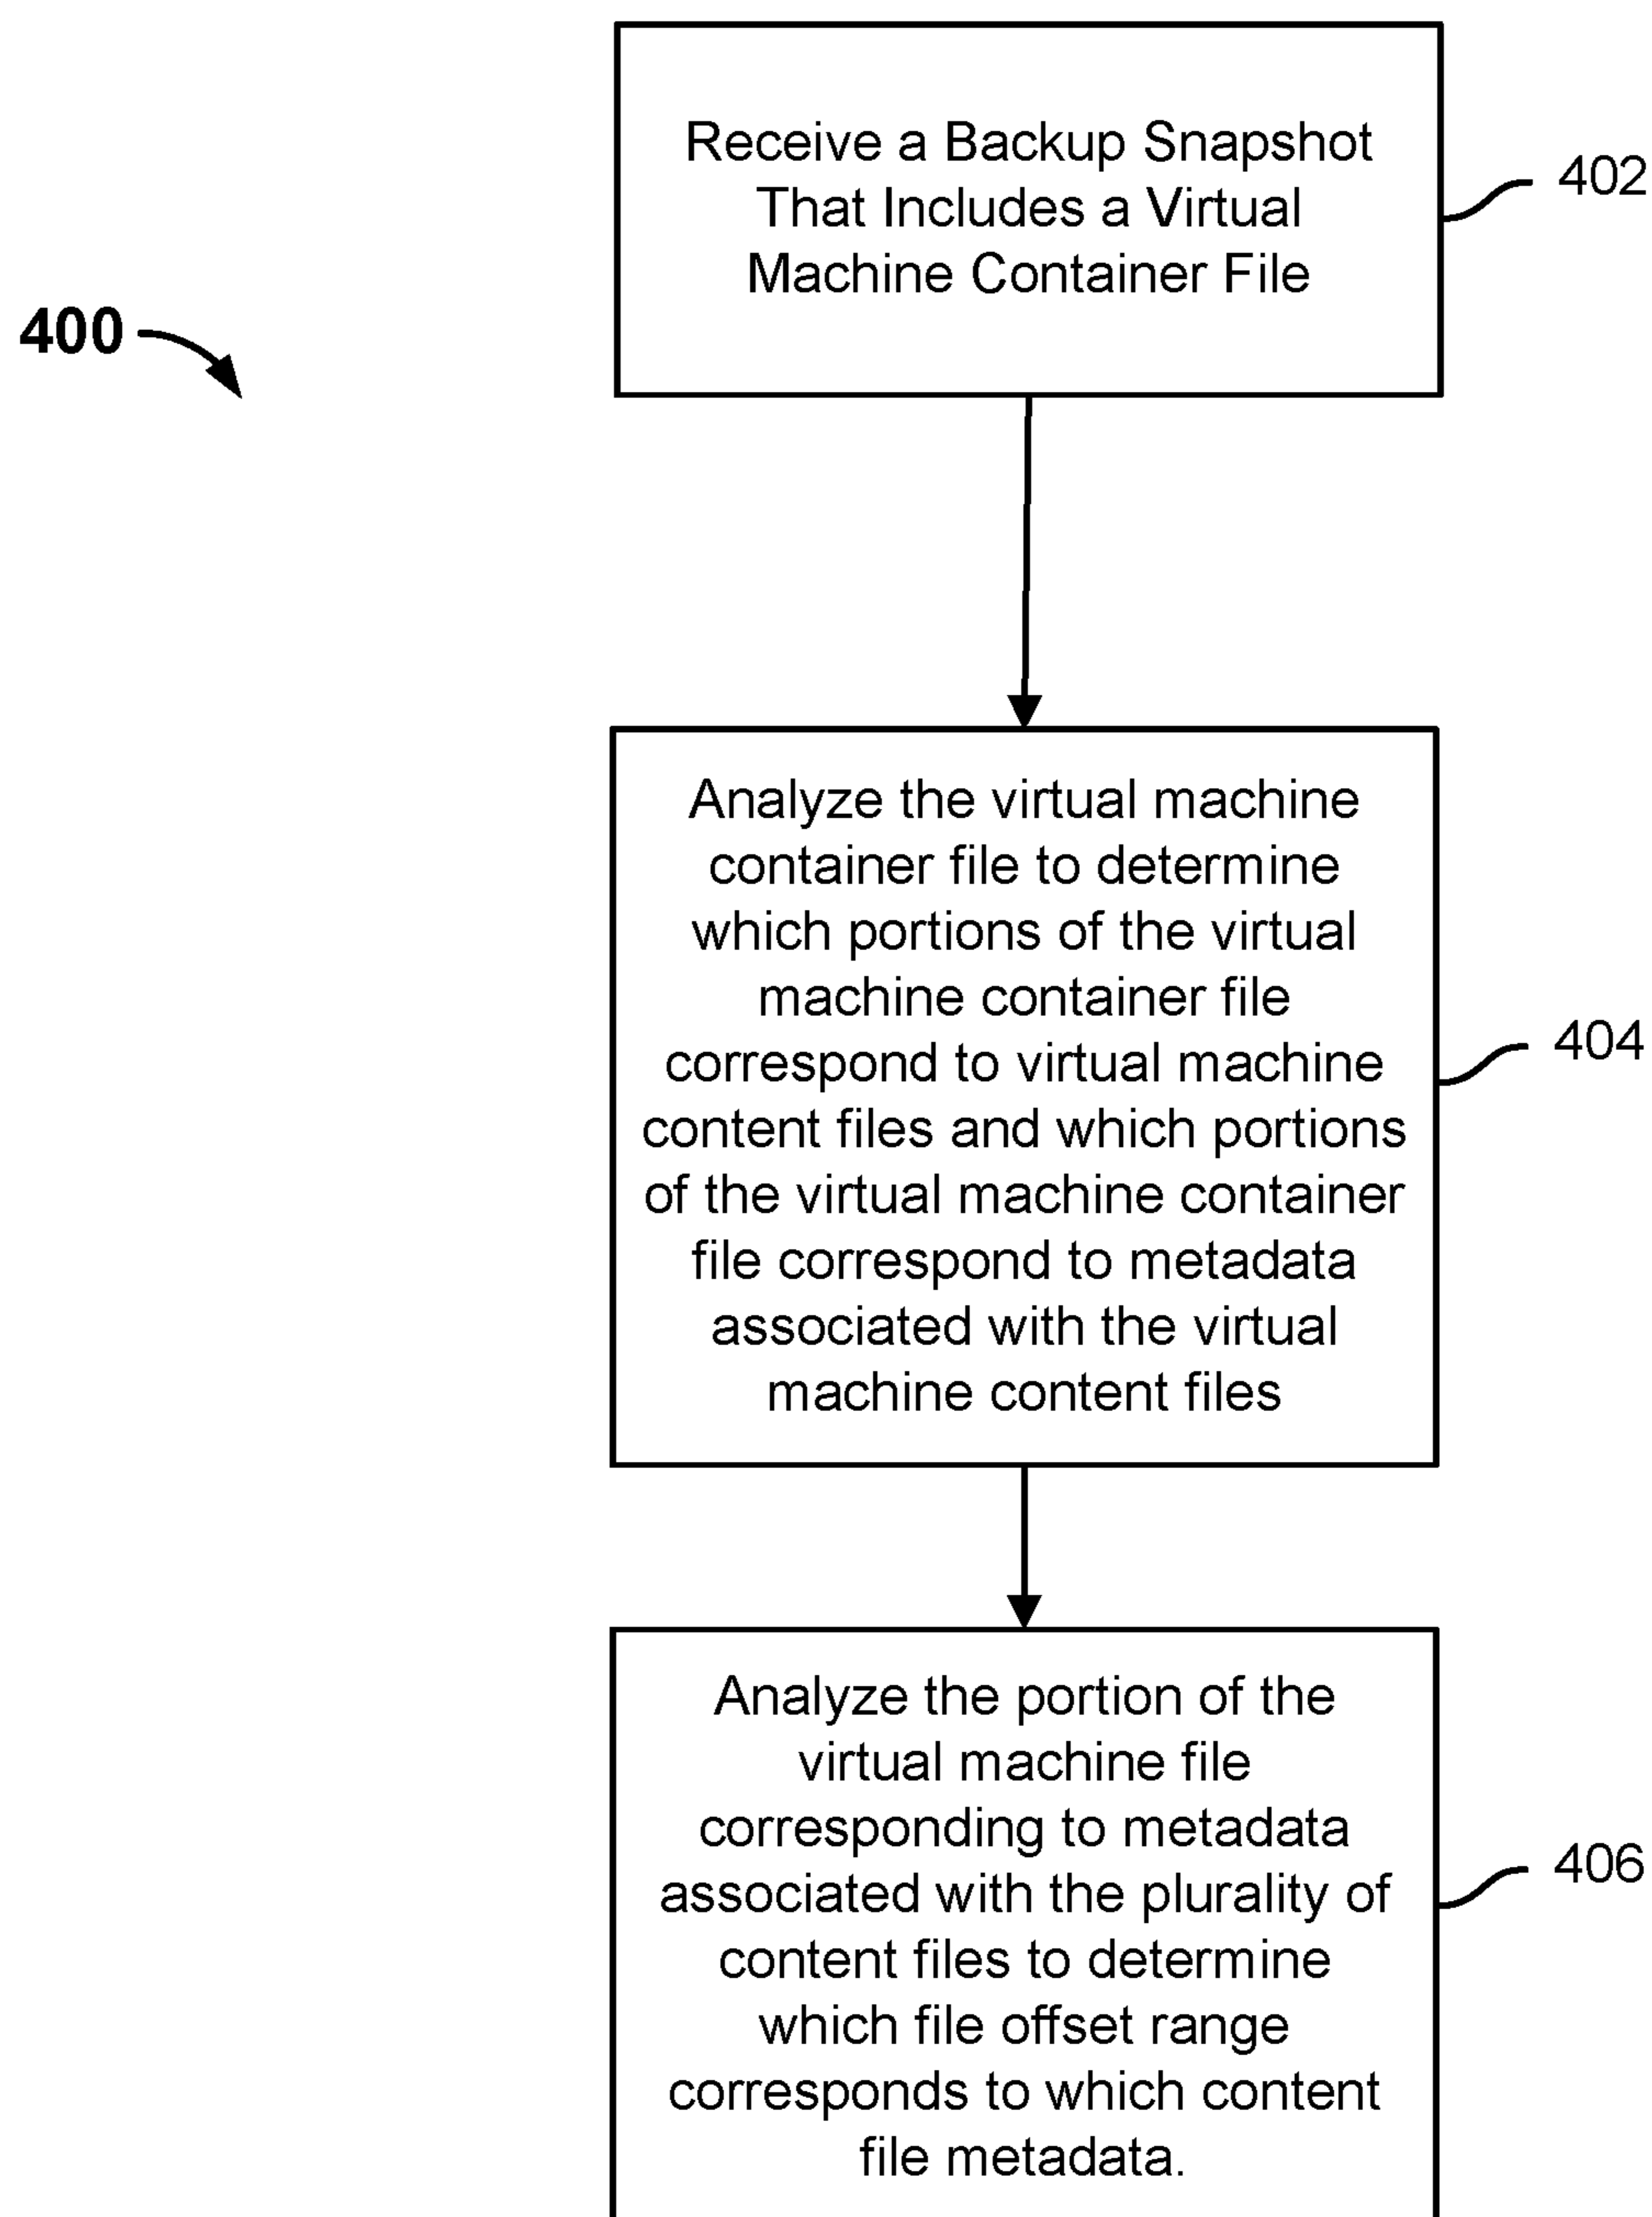 Receive a Backup Snapshot
That Includes a Virtual
Machine Container File
402
400
Analyze the virtual machine
container file to determine
which portions of the virtual
machine container file
correspond to virtual machine
content files and which portions
of the virtual machine container
file correspond to metadata
associated with the virtual
machine content files
404
Analyze the portion of the
virtual machine file
corresponding to metadata
associated with the plurality of
content files to determine
which file offset range
corresponds to which content
file metadata.
406